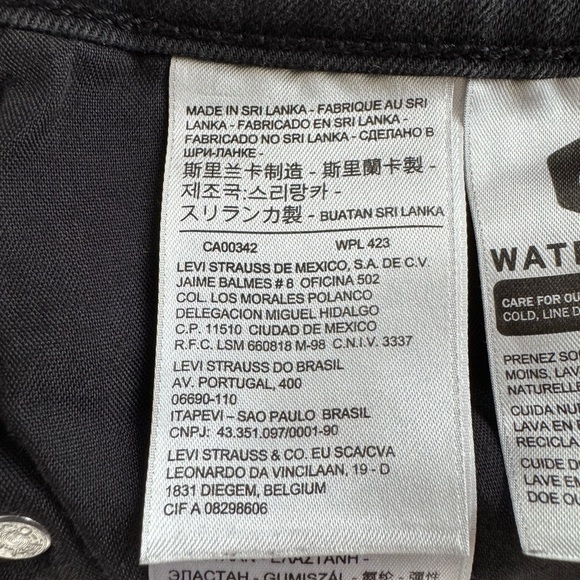 MADE IN SRI LANKA - FABRIQUE AU SRI
LANKA - FABRICADO EN SRI LANKA -
FABRICADO NO SRI LANKA - СДЕЛАНО В
ШРИ-ЛАНКЕ -
斯里兰卡制造 - 斯里蘭卡製 -
제조국:스리랑카 -
スリランカ製 - BUATAN SRI LANKA
CA00342 WPL 423
LEVI STRAUSS DE MEXICO, S.A. DE C.V.
JAIME BALMES # 8 OFICINA 502
COL. LOS MORALES POLANCO
DELEGACION MIGUEL HIDALGO
C.P. 11510 CIUDAD DE MEXICO
R.F.C. LSM 660818 M-98 C.N.I.V. 3337
LEVI STRAUSS DO BRASIL
AV. PORTUGAL, 400
06690-110
ITAPEVI – SAO PAULO BRASIL
CNPJ: 43.351.097/0001-90
LEVI STRAUSS & CO. EU SCA/CVA
LEONARDO DA VINCILAAN, 19 - D
1831 DIEGEM, BELGIUM
CIF A 08298606
ЭЛАСТАН - GUMISZÁL - 氨纶 - 彈性
WAT
CARE FOR OU
COLD, LINE D
PRENEZ SO
MOINS, LAV
NATURELLE
CUIDA NU
LAVA EN F
RECICLA
CUIDE D
LAVE EM
DOE OU